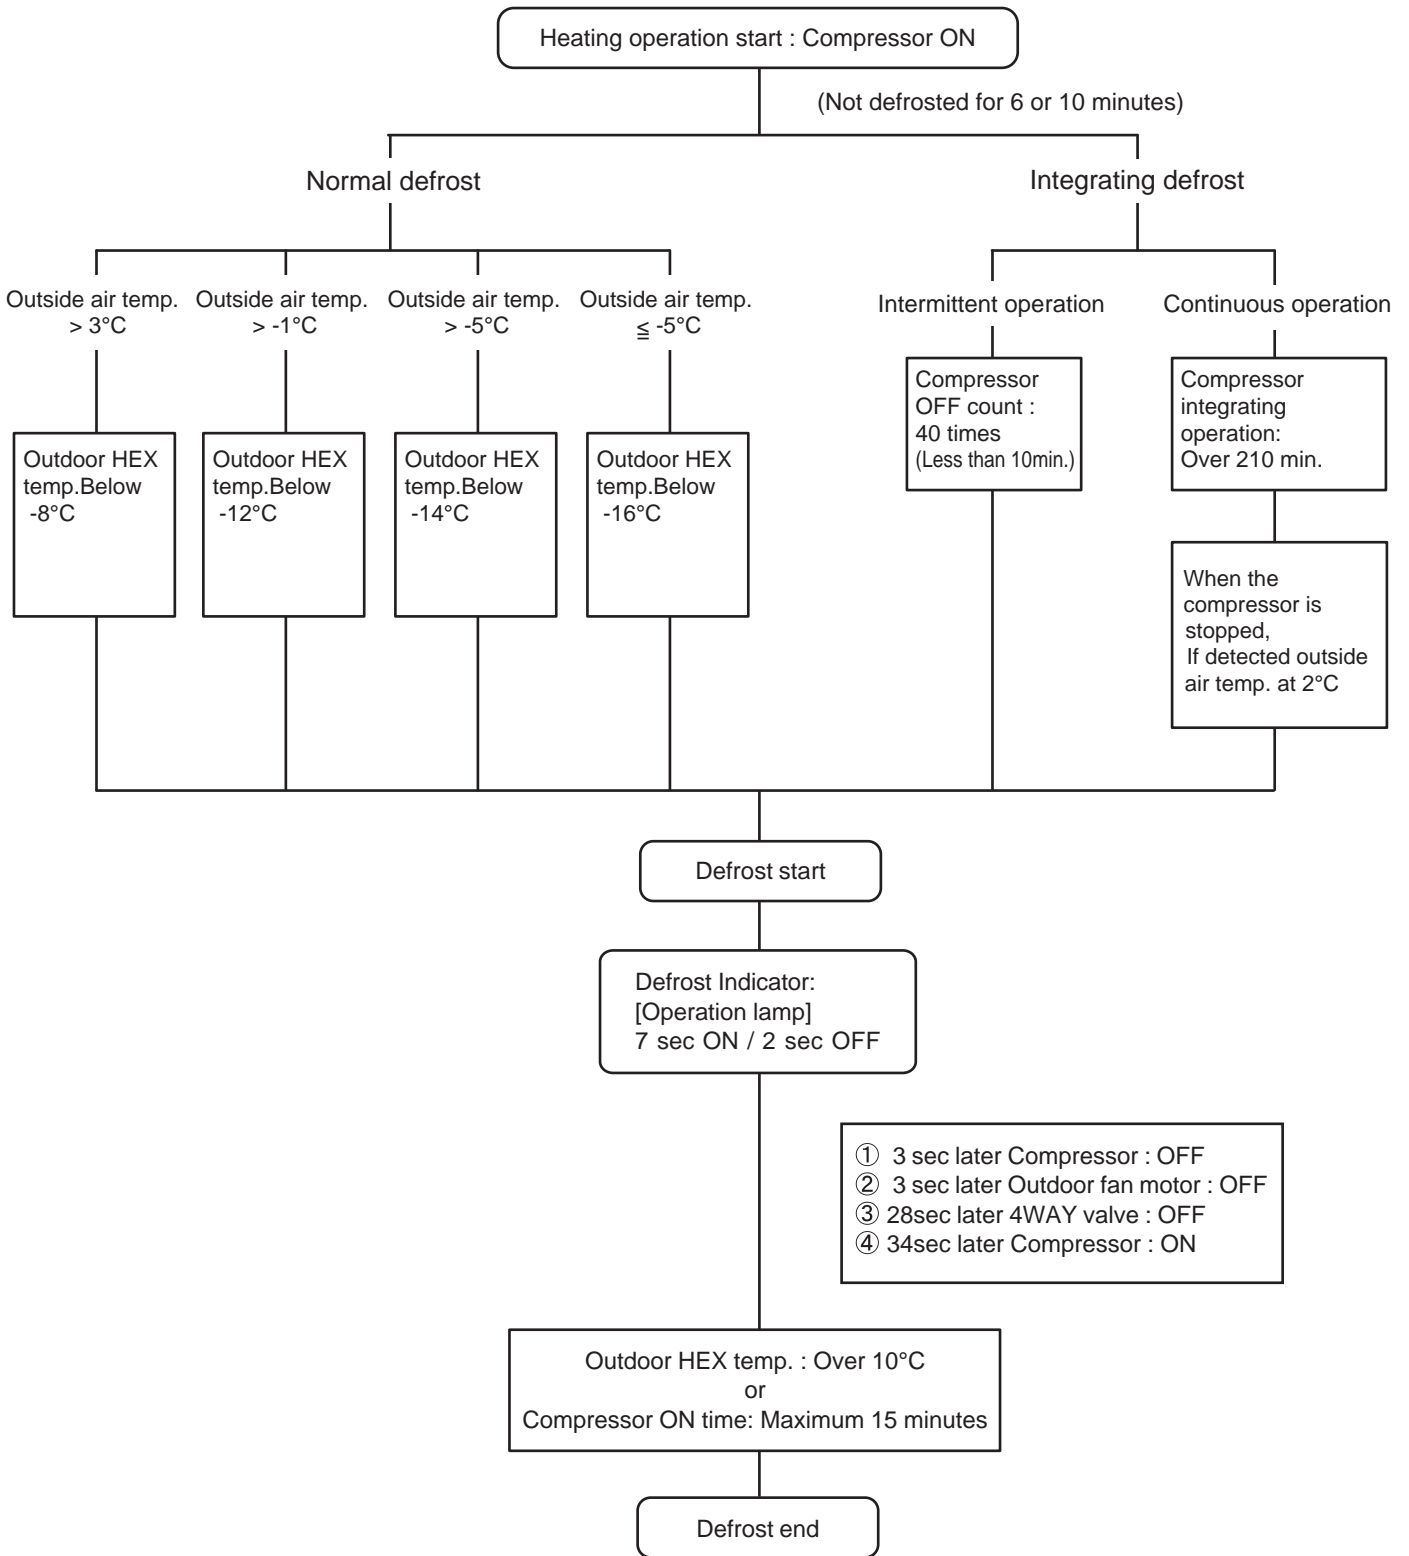 Heating operation start : Compressor ON
(Not defrosted for 6 or 10 minutes)
Normal defrost
Integrating defrost
Outside air temp.
> 3°C
Outside air temp.
> -1°C
Outside air temp.
> -5°C
Outside air temp.
≦ -5°C
Intermittent operation
Continuous operation
Outdoor HEX
temp.Below
-8°C
Outdoor HEX
temp.Below
-12°C
Outdoor HEX
temp.Below
-14°C
Outdoor HEX
temp.Below
-16°C
Compressor
OFF count :
40 times
(Less than 10min.)
Compressor
integrating
operation:
Over 210 min.
When the
compressor is
stopped,
If detected outside
air temp. at 2°C
Defrost start
Defrost Indicator:
[Operation lamp]
7 sec ON / 2 sec OFF
① 3 sec later Compressor : OFF
② 3 sec later Outdoor fan motor : OFF
③ 28sec later 4WAY valve : OFF
④ 34sec later Compressor : ON
Outdoor HEX temp. : Over 10°C
or
Compressor ON time: Maximum 15 minutes
Defrost end